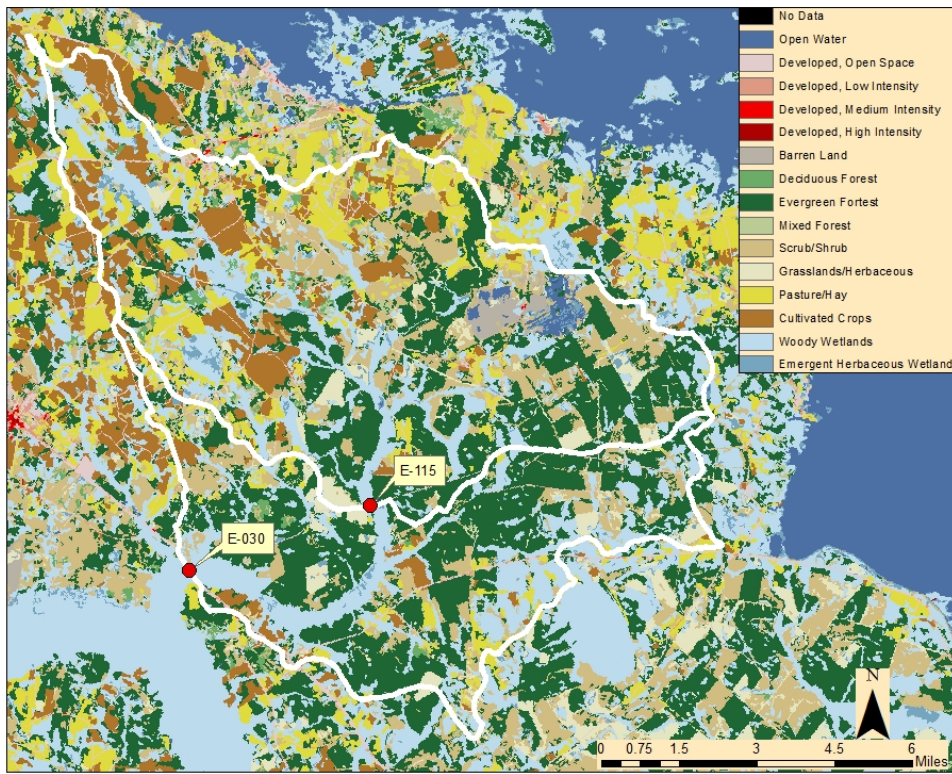 No Data
Open Water
Developed, Open Space
Developed, Low Intensity
Developed, Medium Intensity
Developed, High Intensity
Barren Land
Deciduous Forest
Evergreen Fortest
Mixed Forest
Scrub/Shrub
Grasslands/Herbaceous
Pasture/Hay
Cultivated Crops
Woody Wetlands
Emergent Herbaceous Wetland
E-115
E-030
N
0 0.75 1.5 3 4.5 6
Miles